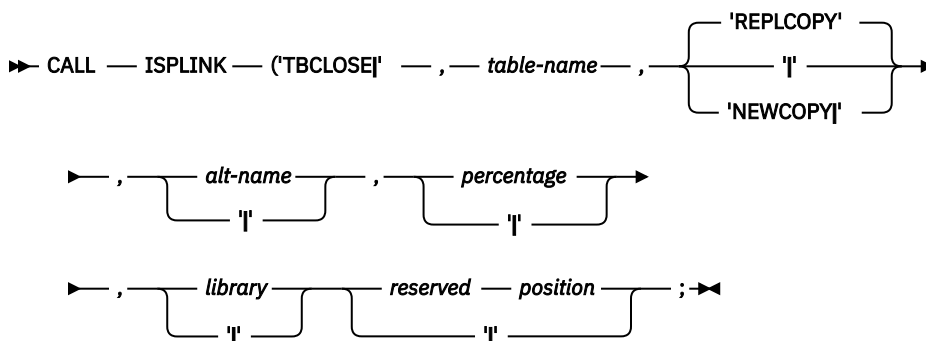 'REPLCOPY'
CALL ISPLINK ('TBCLOSE|' , table-name , '|'
'NEWCOPY|'
, alt-name , percentage
'|' '|'
, library reserved position ;
'|' '|'